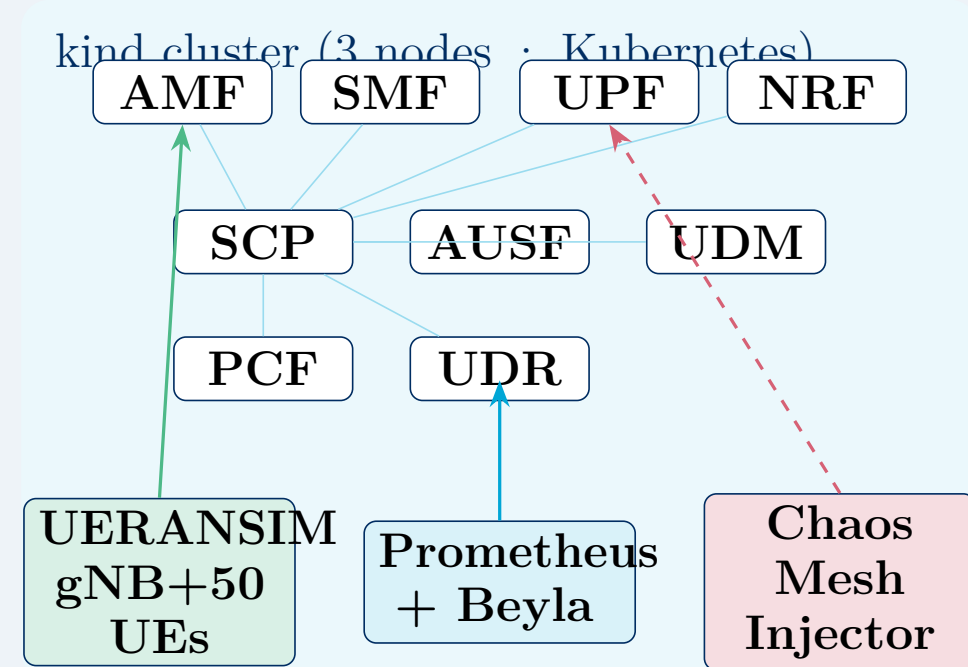 kind cluster (3 nodes · Kubernetes)
AMF
SMF
UPF
NRF
SCP
AUSF
UDM
PCF
UDR
UERANSIM
gNB+50
UEs
Prometheus
+ Beyla
Chaos
Mesh
Injector